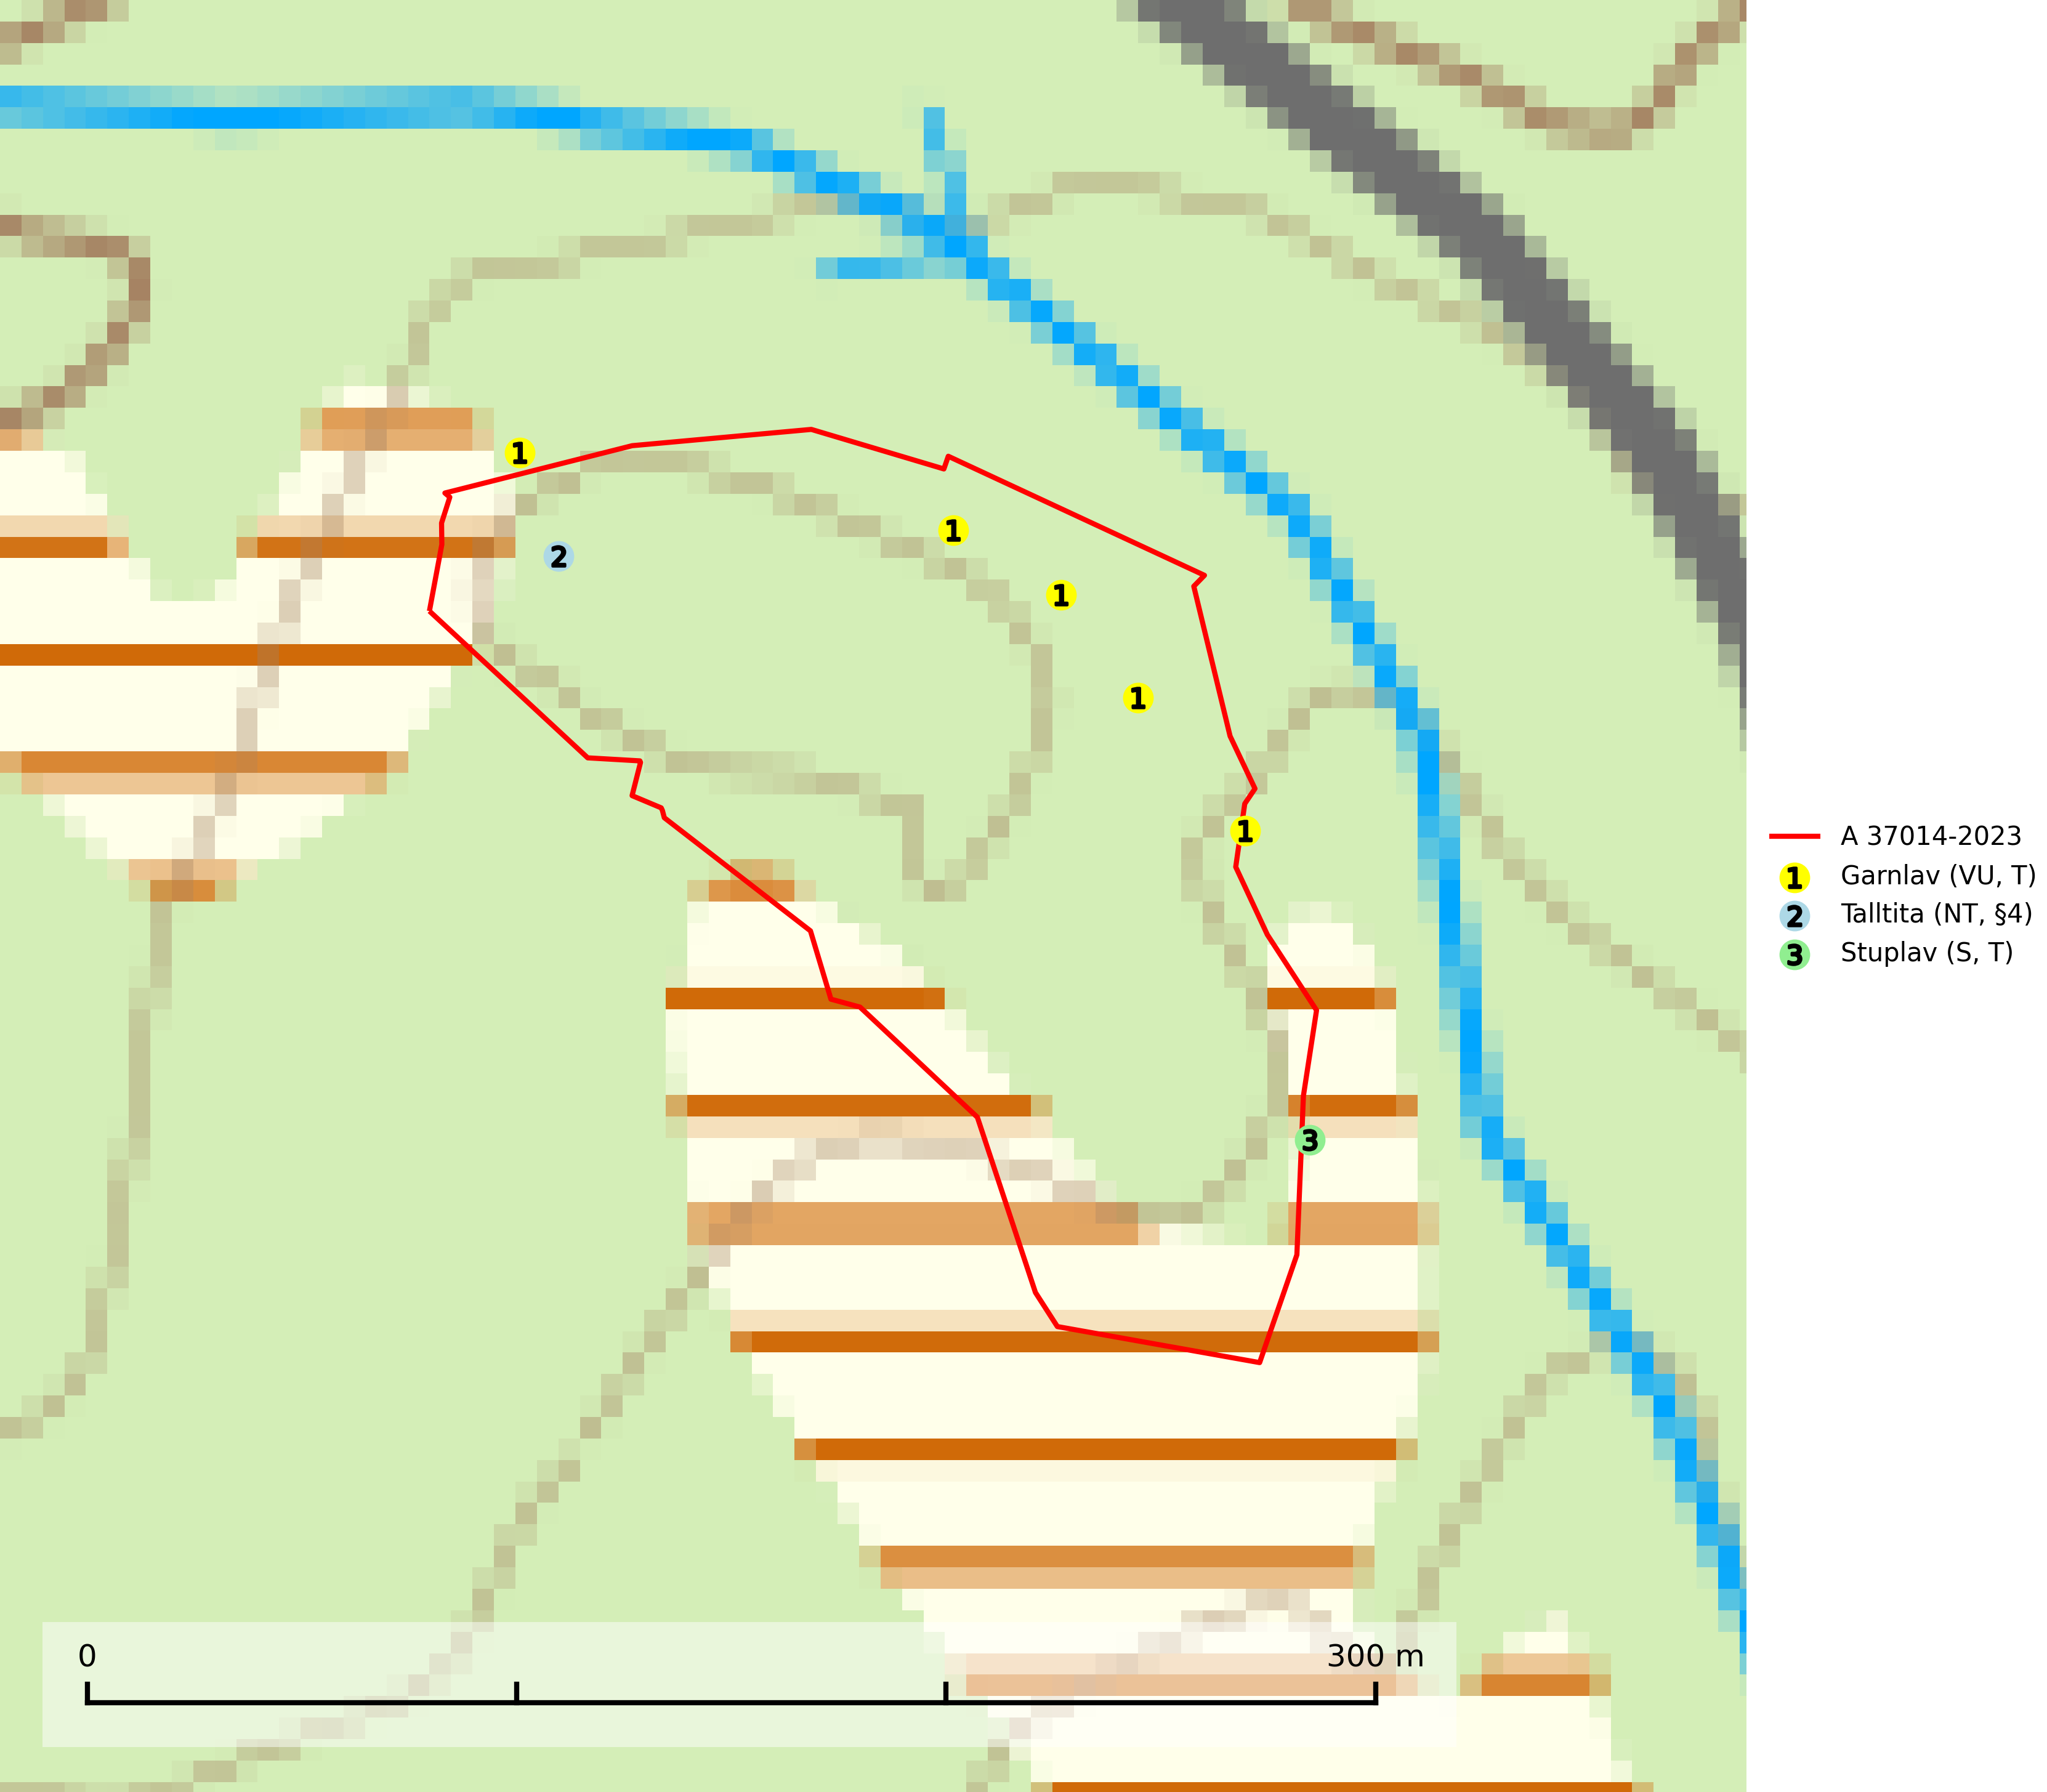 1
1
2
1
1
1
3
0 300 m
A 37014-2023
1 Garnlav (VU, T)
2 Talltita (NT, §4)
3 Stuplav (S, T)